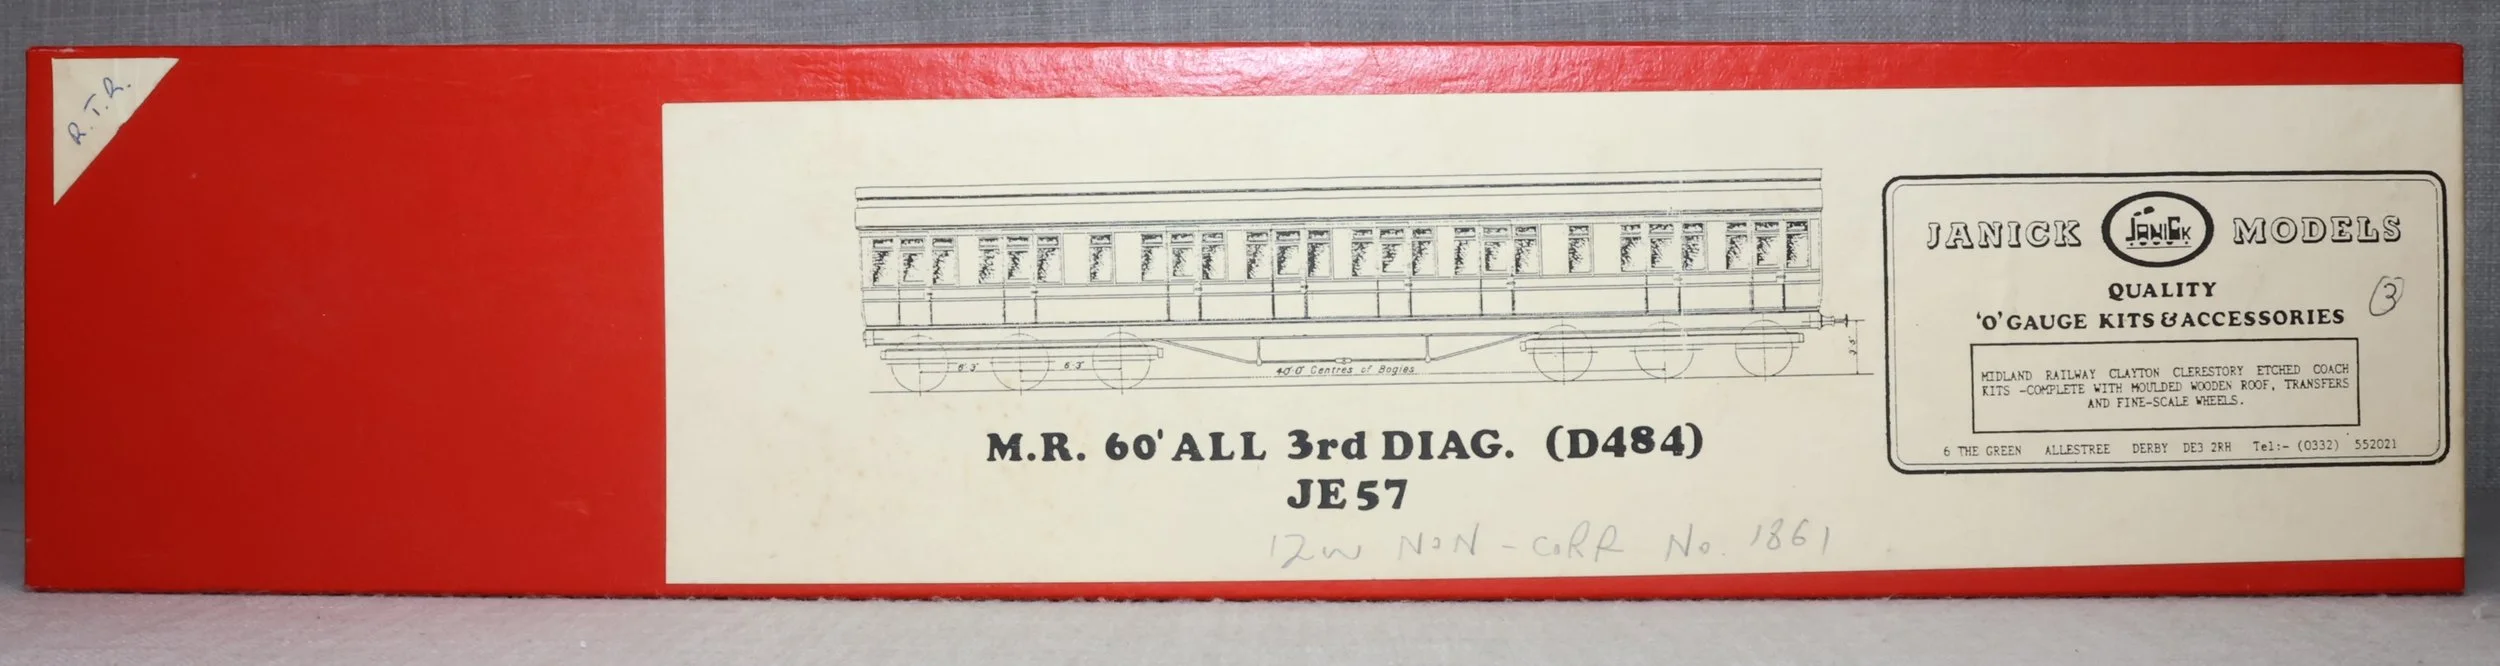 R.T.R.
JANICK JANICK MODELS
QUALITY
'O' GAUGE KITS & ACCESSORIES
3
MIDLAND RAILWAY CLAYTON CLERESTORY ETCHED COACH
KITS -COMPLETE WITH MOULDED WOODEN ROOF, TRANSFERS
AND FINE-SCALE WHEELS.
6 THE GREEN ALLESTREE DERBY DE3 2RH Tel:- (0332) 552021
6'·3" 6·3" 40'·0" Centres of Bogies 3'·5"
M.R. 60' ALL 3rd DIAG. (D484)
JE57
12W NON-CORR No. 1861